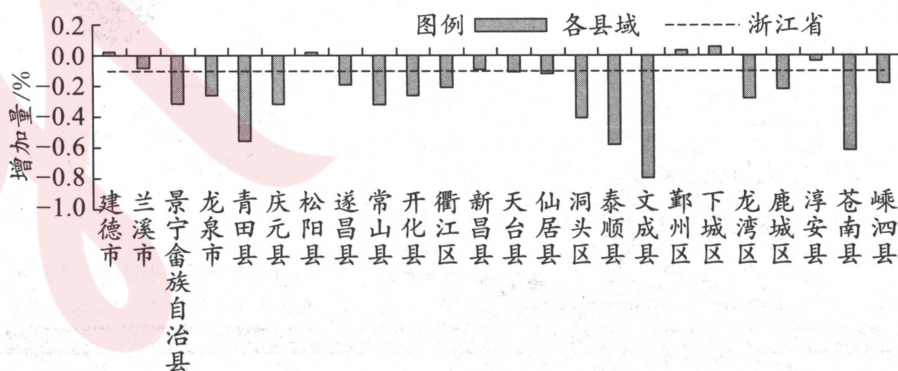 图例 各县域 浙江省
增加量/%
0.2
0.0
-0.2
-0.4
-0.6
-0.8
-1.0
建德市
兰溪市
景宁畲族自治县
龙泉市
青田县
庆元县
松阳县
遂昌县
常山县
开化县
衢江区
新昌县
天台县
仙居县
洞头区
泰顺县
文成县
鄞州区
下城区
龙湾区
鹿城区
淳安县
苍南县
嵊泗县